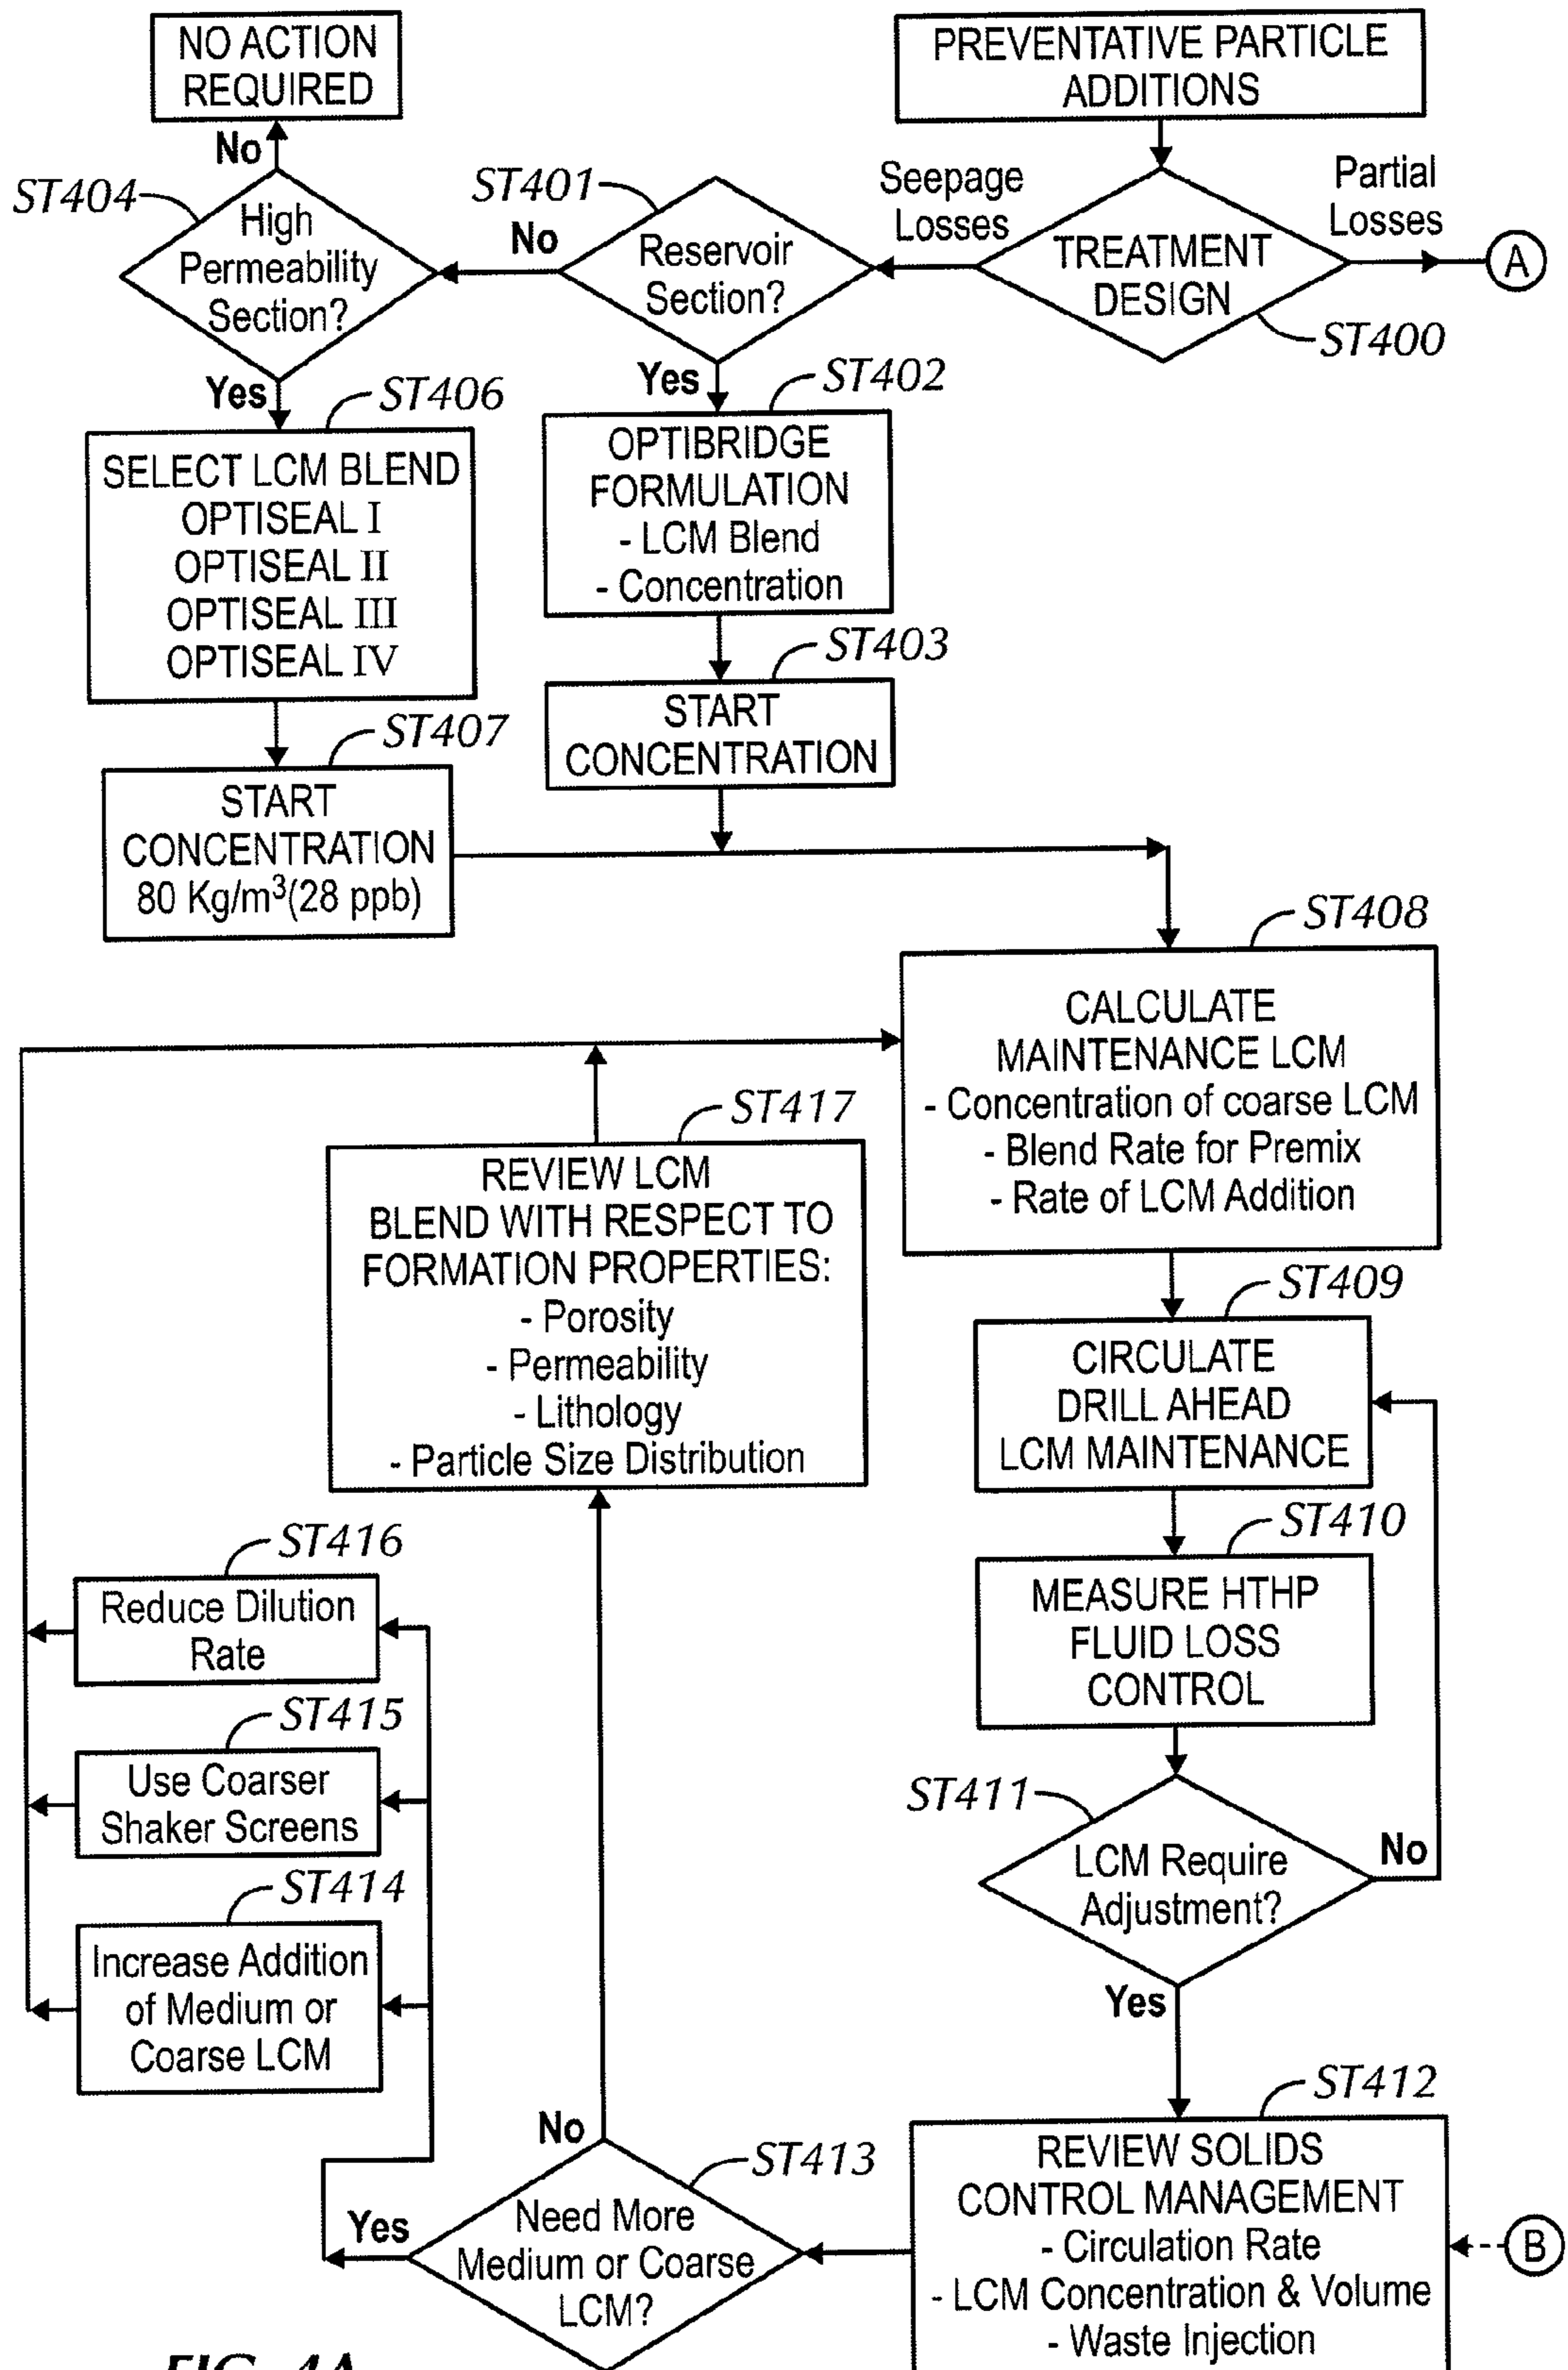 NO ACTION
REQUIRED
PREVENTATIVE PARTICLE
ADDITIONS
No
ST404
High
Permeability
Section?
ST401
No
Reservoir
Section?
Seepage
Losses
TREATMENT
DESIGN
Partial
Losses
A
ST400
Yes
ST406
SELECT LCM BLEND
OPTISEAL I
OPTISEAL II
OPTISEAL III
OPTISEAL IV
Yes
ST402
OPTIBRIDGE
FORMULATION
- LCM Blend
- Concentration
ST403
START
CONCENTRATION
ST407
START
CONCENTRATION
80 Kg/m³(28 ppb)
ST408
CALCULATE
MAINTENANCE LCM
- Concentration of coarse LCM
- Blend Rate for Premix
- Rate of LCM Addition
ST417
REVIEW LCM
BLEND WITH RESPECT TO
FORMATION PROPERTIES:
- Porosity
- Permeability
- Lithology
- Particle Size Distribution
ST409
CIRCULATE
DRILL AHEAD
LCM MAINTENANCE
ST410
MEASURE HTHP
FLUID LOSS
CONTROL
ST416
Reduce Dilution
Rate
ST415
Use Coarser
Shaker Screens
ST414
Increase Addition
of Medium or
Coarse LCM
ST411
LCM Require
Adjustment?
No
Yes
ST412
REVIEW SOLIDS
CONTROL MANAGEMENT
- Circulation Rate
- LCM Concentration & Volume
- Waste Injection
B
No
ST413
Need More
Medium or Coarse
LCM?
Yes
FIG. 4A